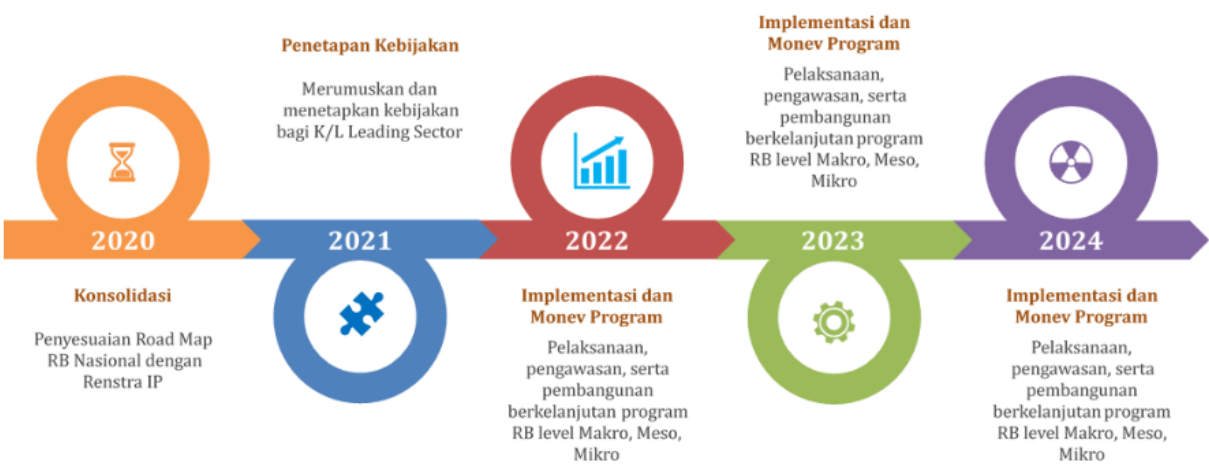 2020
Konsolidasi
Penyesuaian Road Map
RB Nasional dengan
Renstra IP
Penetapan Kebijakan
Merumuskan dan
menetapkan kebijakan
bagi K/L Leading Sector
2021
2022
Implementasi dan
Monev Program
Pelaksanaan,
pengawasan, serta
pembangunan
berkelanjutan program
RB level Makro, Meso,
Mikro
Implementasi dan
Monev Program
Pelaksanaan,
pengawasan, serta
pembangunan
berkelanjutan program
RB level Makro, Meso,
Mikro
2023
2024
Implementasi dan
Monev Program
Pelaksanaan,
pengawasan, serta
pembangunan
berkelanjutan program
RB level Makro, Meso,
Mikro